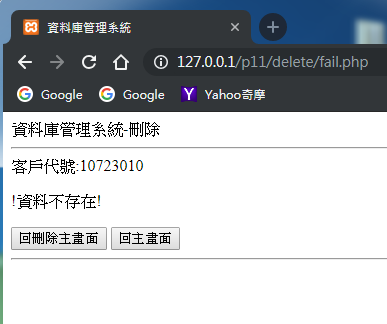 資料庫管理系統
127.0.0.1/p11/delete/fail.php
Google Google Yahoo奇摩
資料庫管理系統-刪除
客戶代號:10723010
!資料不存在!
回刪除主畫面 回主畫面